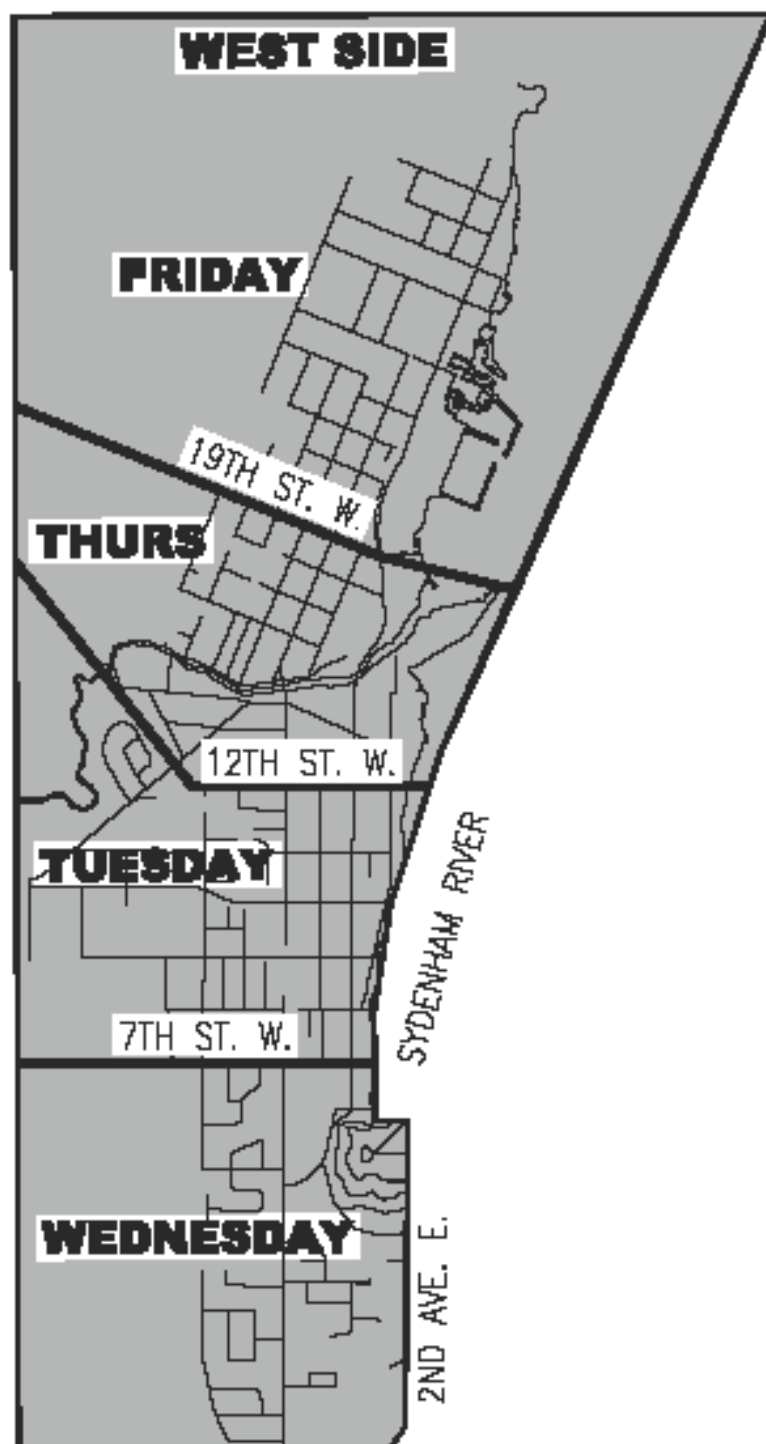 WEST SIDE
FRIDAY
19TH ST. W.
THURS
12TH ST. W.
TUESDAY
SYDENHAM RIVER
7TH ST. W.
WEDNESDAY
2ND AVE. E.